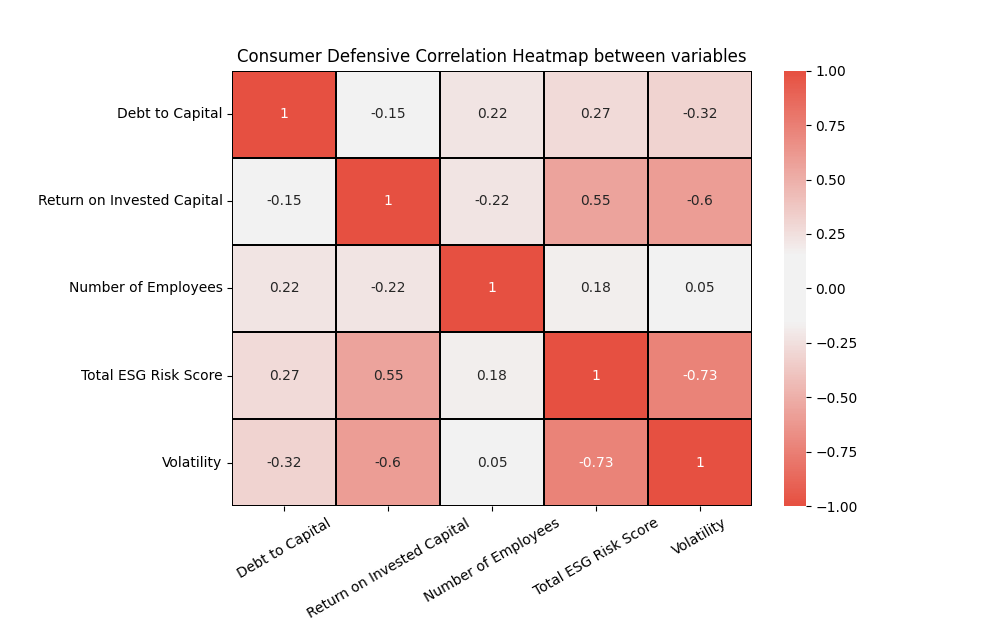 Consumer Defensive Correlation Heatmap between variables
Debt to Capital 1 -0.15 0.22 0.27 -0.32
Return on Invested Capital -0.15 1 -0.22 0.55 -0.6
Number of Employees 0.22 -0.22 1 0.18 0.05
Total ESG Risk Score 0.27 0.55 0.18 1 -0.73
Volatility -0.32 -0.6 0.05 -0.73 1
Debt to Capital
Return on Invested Capital
Number of Employees
Total ESG Risk Score
Volatility
1.00
0.75
0.50
0.25
0.00
−0.25
−0.50
−0.75
−1.00